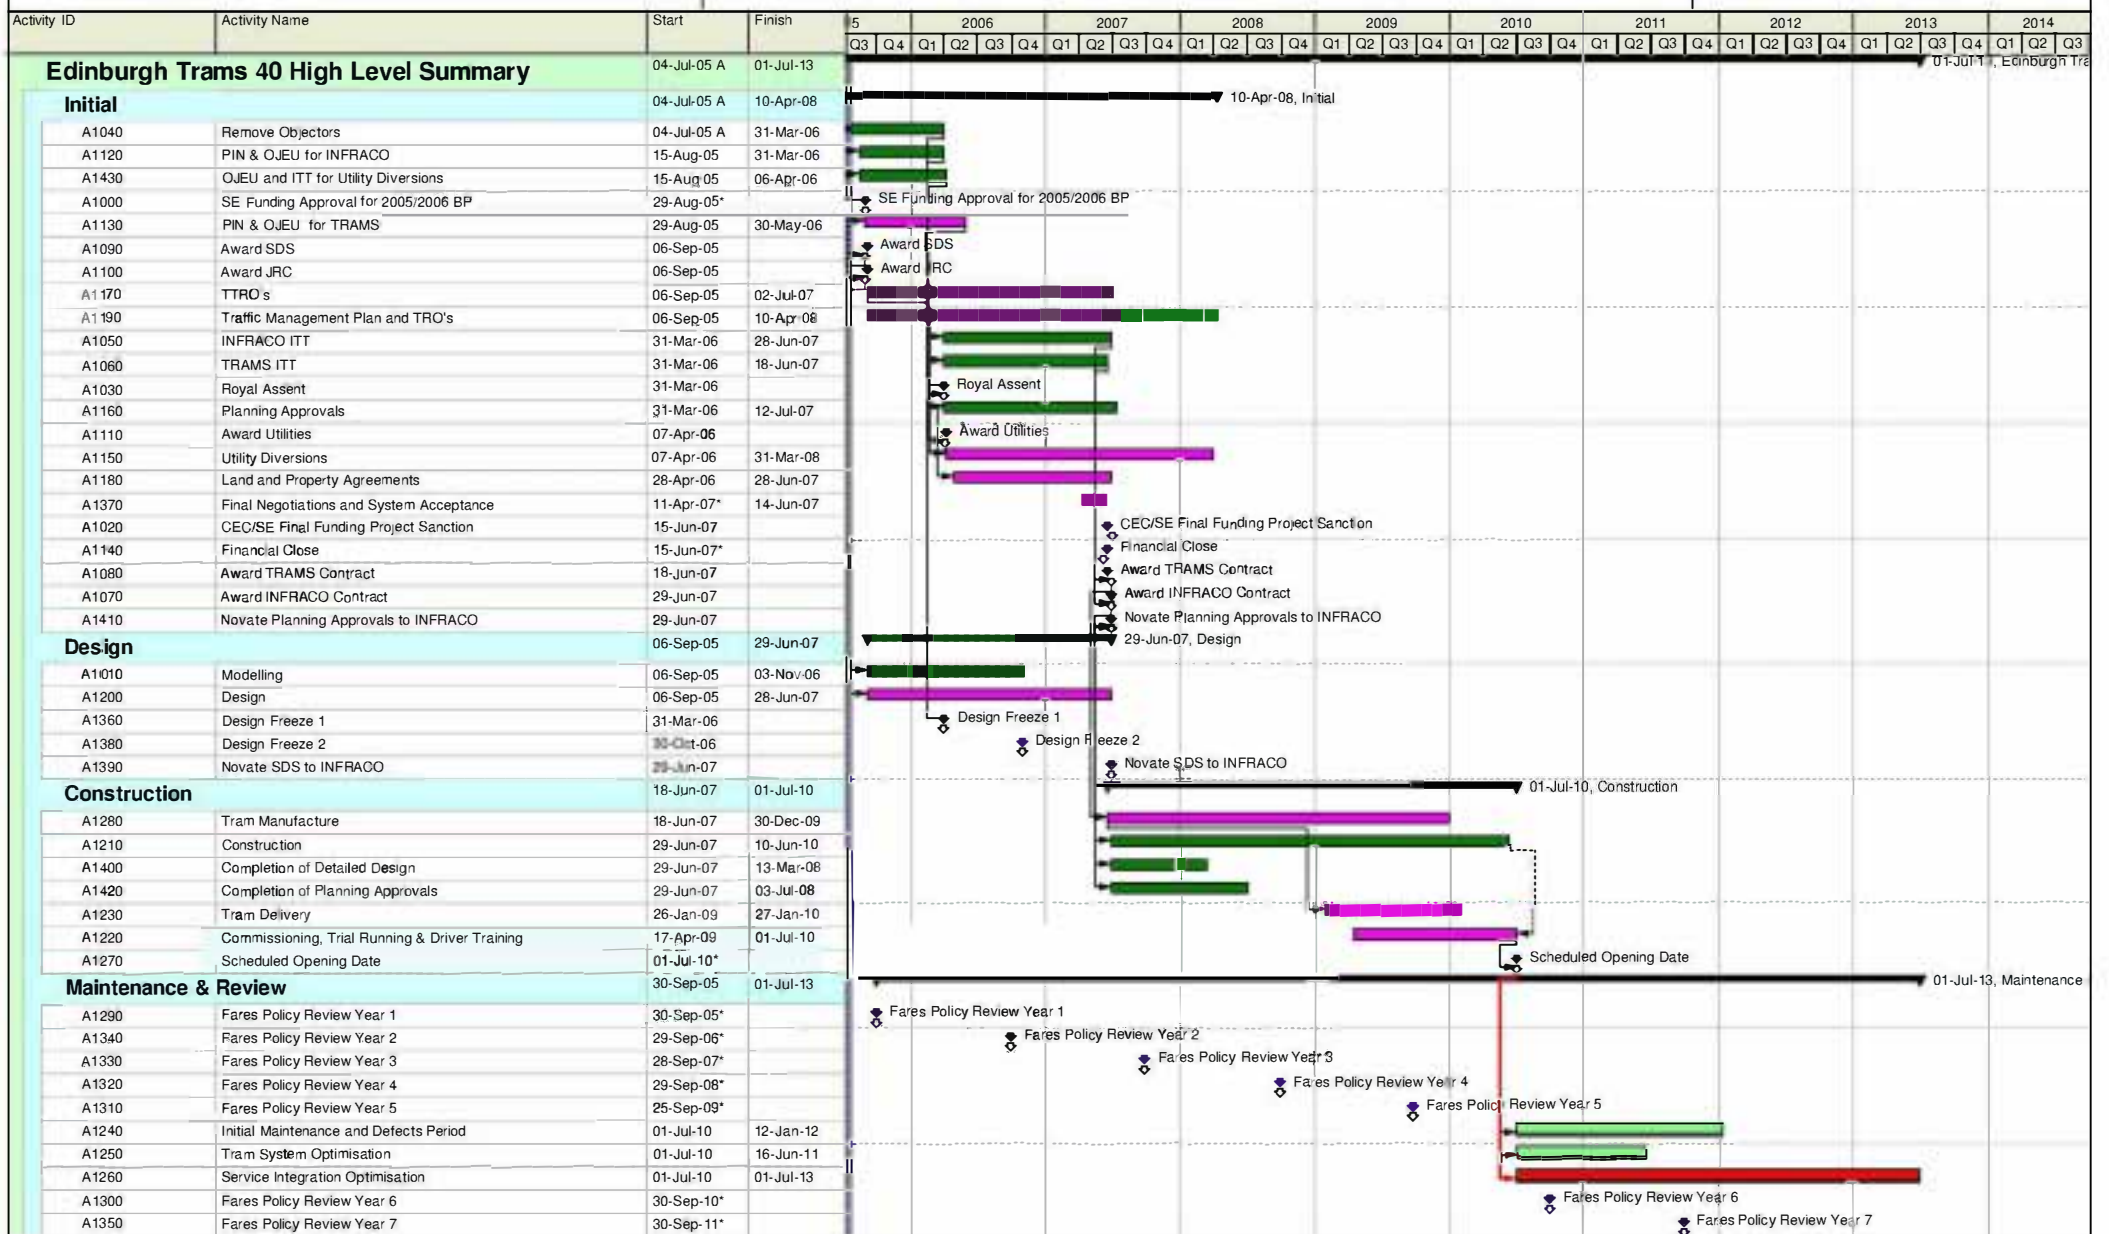 Activity ID Activity Name Start Finish 5 2006 2007 2008 2009 2010 2011 2012 2013 2014
Q3 Q4 Q1 Q2 Q3 Q4 Q1 Q2 Q3 Q4 Q1 Q2 Q3 Q4 Q1 Q2 Q3 Q4 Q1 Q2 Q3 Q4 Q1 Q2 Q3 Q4 Q1 Q2 Q3 Q4 Q1 Q2 Q3 Q4 Q1 Q2 Q3
Edinburgh Trams 40 High Level Summary 04-Jul-05 A 01-Jul-13 Edinburgh Tra
Initial 04-Jul-05 A 10-Apr-08 10-Apr-08, Initial
A1040 Remove Objectors 04-Jul-05 A 31-Mar-06
A1120 PIN & OJEU for INFRACO 15-Aug-05 31-Mar-06
A1430 OJEU and ITT for Utility Diversions 15-Aug-05 06-Apr-06
A1000 SE Funding Approval for 2005/2006 BP 29-Aug-05* SE Funding Approval for 2005/2006 BP
A1130 PIN & OJEU for TRAMS 29-Aug-05 30-May-06
A1090 Award SDS 06-Sep-05 Award SDS
A1100 Award JRC 06-Sep-05 Award JRC
A1170 TTRO's 06-Sep-05 02-Jul-07
A1190 Traffic Management Plan and TRO's 06-Sep-05 10-Apr-08
A1050 INFRACO ITT 31-Mar-06 28-Jun-07
A1060 TRAMS ITT 31-Mar-06 18-Jun-07
A1030 Royal Assent 31-Mar-06 Royal Assent
A1160 Planning Approvals 31-Mar-06 12-Jul-07
A1110 Award Utilities 07-Apr-06 Award Utilities
A1150 Utility Diversions 07-Apr-06 31-Mar-08
A1180 Land and Property Agreements 28-Apr-06 28-Jun-07
A1370 Final Negotiations and System Acceptance 11-Apr-07* 14-Jun-07
A1020 CEC/SE Final Funding Project Sanction 15-Jun-07 CEC/SE Final Funding Project Sanction
A1140 Financial Close 15-Jun-07* Financial Close
A1080 Award TRAMS Contract 18-Jun-07 Award TRAMS Contract
A1070 Award INFRACO Contract 29-Jun-07 Award INFRACO Contract
A1410 Novate Planning Approvals to INFRACO 29-Jun-07 Novate Planning Approvals to INFRACO
Design 06-Sep-05 29-Jun-07 29-Jun-07, Design
A1010 Modelling 06-Sep-05 03-Nov-06
A1200 Design 06-Sep-05 28-Jun-07
A1360 Design Freeze 1 31-Mar-06 Design Freeze 1
A1380 Design Freeze 2 30-Oct-06 Design Freeze 2
A1390 Novate SDS to INFRACO 29-Jun-07 Novate SDS to INFRACO
Construction 18-Jun-07 01-Jul-10 01-Jul-10, Construction
A1280 Tram Manufacture 18-Jun-07 30-Dec-09
A1210 Construction 29-Jun-07 10-Jun-10
A1400 Completion of Detailed Design 29-Jun-07 13-Mar-08
A1420 Completion of Planning Approvals 29-Jun-07 03-Jul-08
A1230 Tram Delivery 26-Jan-09 27-Jan-10
A1220 Commissioning, Trial Running & Driver Training 17-Apr-09 01-Jul-10
A1270 Scheduled Opening Date 01-Jul-10* Scheduled Opening Date
Maintenance & Review 30-Sep-05 01-Jul-13 01-Jul-13, Maintenance
A1290 Fares Policy Review Year 1 30-Sep-05* Fares Policy Review Year 1
A1340 Fares Policy Review Year 2 29-Sep-06* Fares Policy Review Year 2
A1330 Fares Policy Review Year 3 28-Sep-07* Fares Policy Review Year 3
A1320 Fares Policy Review Year 4 29-Sep-08* Fares Policy Review Year 4
A1310 Fares Policy Review Year 5 25-Sep-09* Fares Policy Review Year 5
A1240 Initial Maintenance and Defects Period 01-Jul-10 12-Jan-12
A1250 Tram System Optimisation 01-Jul-10 16-Jun-11
A1260 Service Integration Optimisation 01-Jul-10 01-Jul-13
A1300 Fares Policy Review Year 6 30-Sep-10* Fares Policy Review Year 6
A1350 Fares Policy Review Year 7 30-Sep-11* Fares Policy Review Year 7